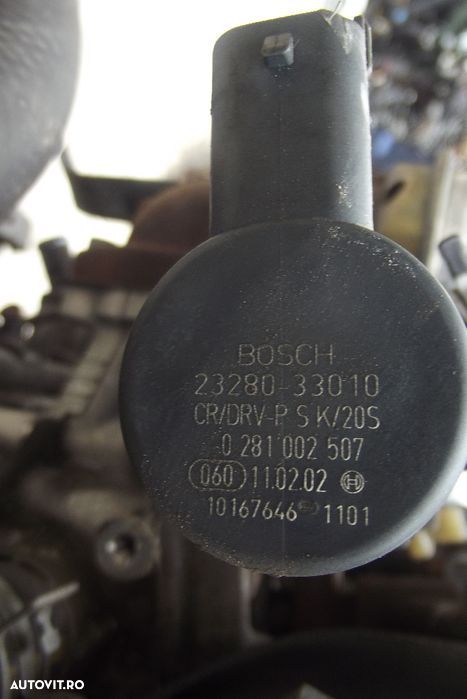 BOSCH
23280-33010
CR/DRV-P S K/20S
0 281 002 507
060 11.02.02
10167646 1101
AUTOVIT.RO